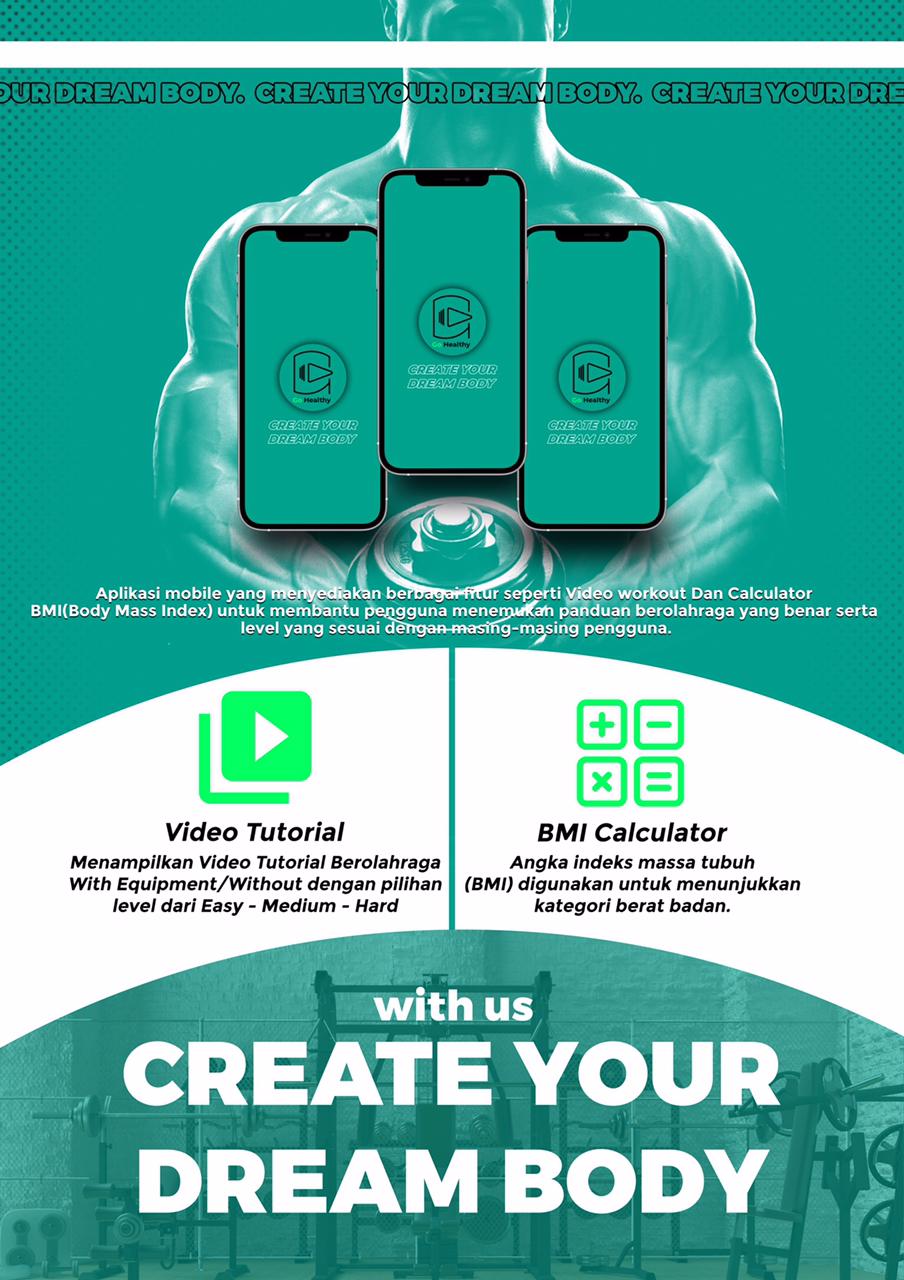 OUR DREAM BODY. CREATE YOUR DREAM BODY. CREATE YOUR DRE
Go Healthy
CREATE YOUR
DREAM BODY
Go Healthy
CREATE YOUR
DREAM BODY
Go Healthy
CREATE YOUR
DREAM BODY
Aplikasi mobile yang menyediakan berbagai fitur seperti Video workout Dan Calculator
BMI(Body Mass Index) untuk membantu pengguna menemukan panduan berolahraga yang benar serta
level yang sesuai dengan masing-masing pengguna.
Video Tutorial
Menampilkan Video Tutorial Berolahraga
With Equipment/Without dengan pilihan
level dari Easy - Medium - Hard
BMI Calculator
Angka indeks massa tubuh
(BMI) digunakan untuk menunjukkan
kategori berat badan.
with us
CREATE YOUR
DREAM BODY